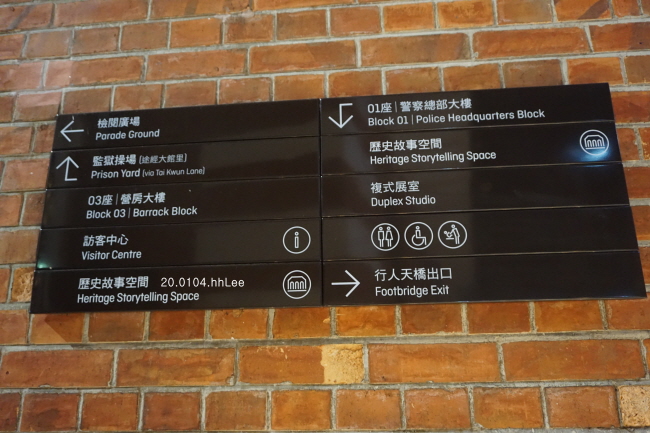 檢閱廣場
Parade Ground
監獄操場 (途經大館里)
Prison Yard (via Tai Kwun Lane)
03座 | 營房大樓
Block 03 | Barrack Block
訪客中心
Visitor Centre
歷史故事空間 20.0104.hhLee
Heritage Storytelling Space
01座 | 警察總部大樓
Block 01 | Police Headquarters Block
歷史故事空間
Heritage Storytelling Space
複式展室
Duplex Studio
行人天橋出口
Footbridge Exit